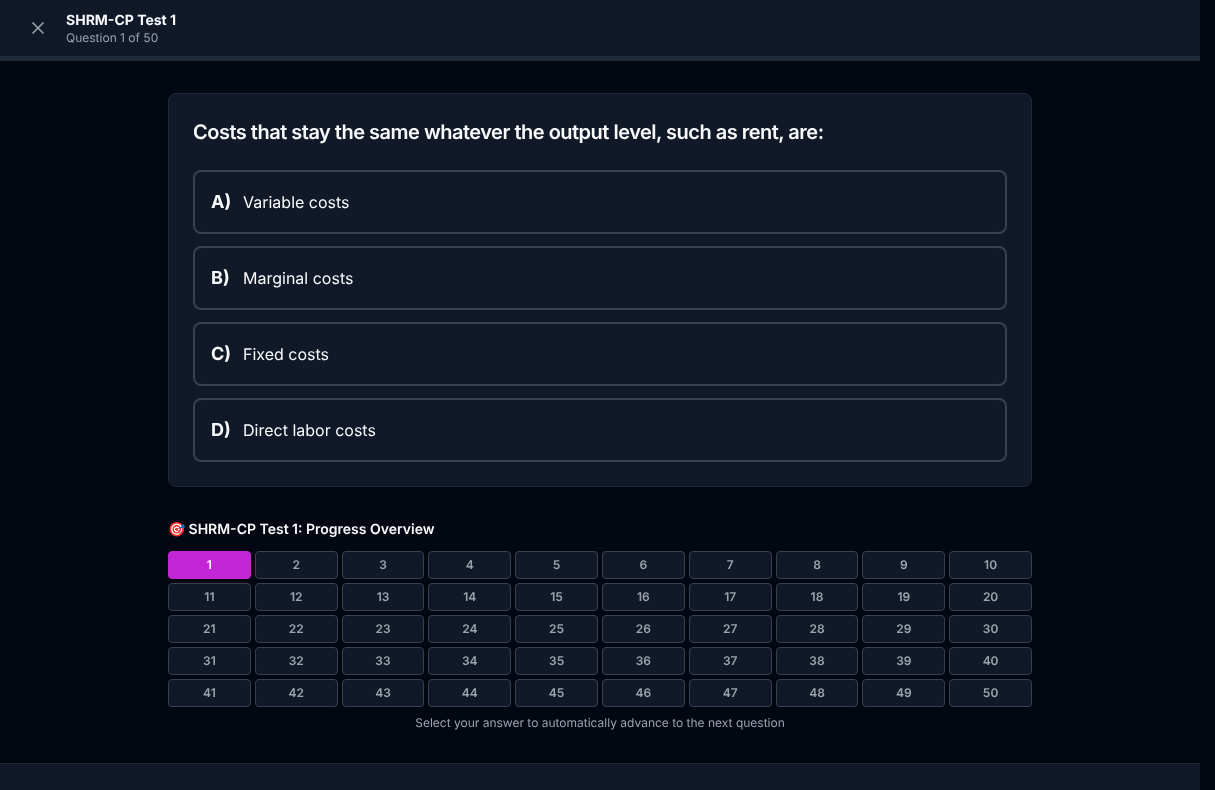 SHRM-CP Test 1
Question 1 of 50
Costs that stay the same whatever the output level, such as rent, are:
A) Variable costs
B) Marginal costs
C) Fixed costs
D) Direct labor costs
🎯 SHRM-CP Test 1: Progress Overview
1 2 3 4 5 6 7 8 9 10
11 12 13 14 15 16 17 18 19 20
21 22 23 24 25 26 27 28 29 30
31 32 33 34 35 36 37 38 39 40
41 42 43 44 45 46 47 48 49 50
Select your answer to automatically advance to the next question